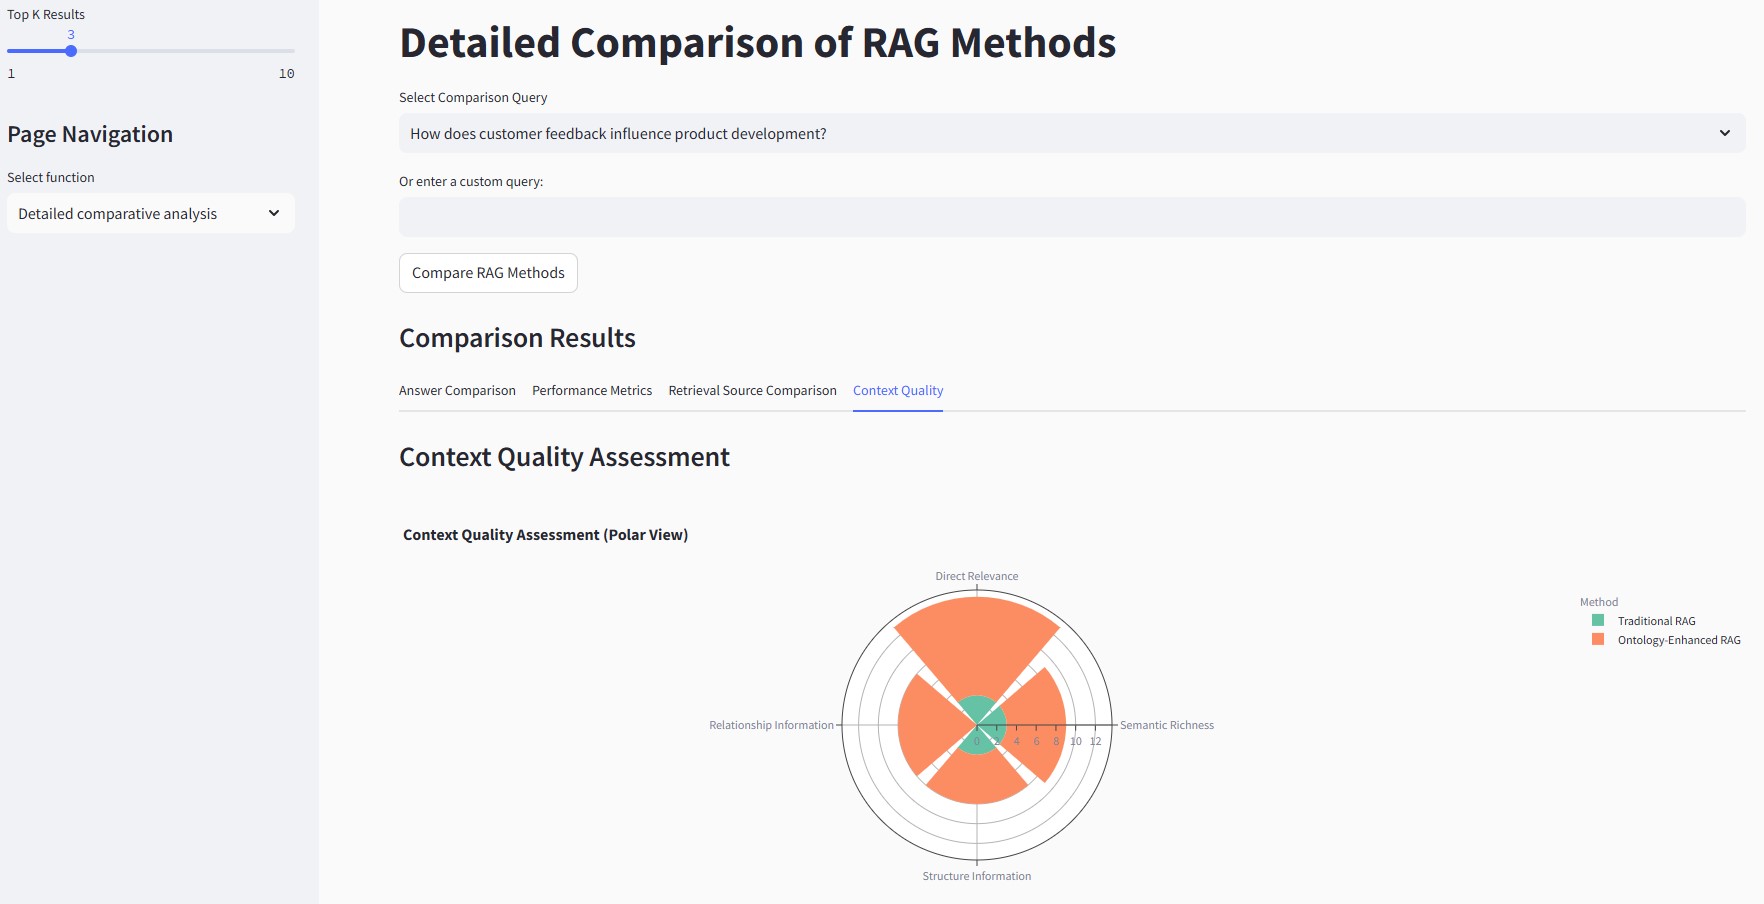 Top K Results
3
1
10
Page Navigation
Select function
Detailed comparative analysis
Detailed Comparison of RAG Methods
Select Comparison Query
How does customer feedback influence product development?
Or enter a custom query:
Compare RAG Methods
Comparison Results
Answer Comparison
Performance Metrics
Retrieval Source Comparison
Context Quality
Context Quality Assessment
Context Quality Assessment (Polar View)
Direct Relevance
Relationship Information
Semantic Richness
0 2 4 6 8 10 12
Structure Information
Method
Traditional RAG
Ontology-Enhanced RAG